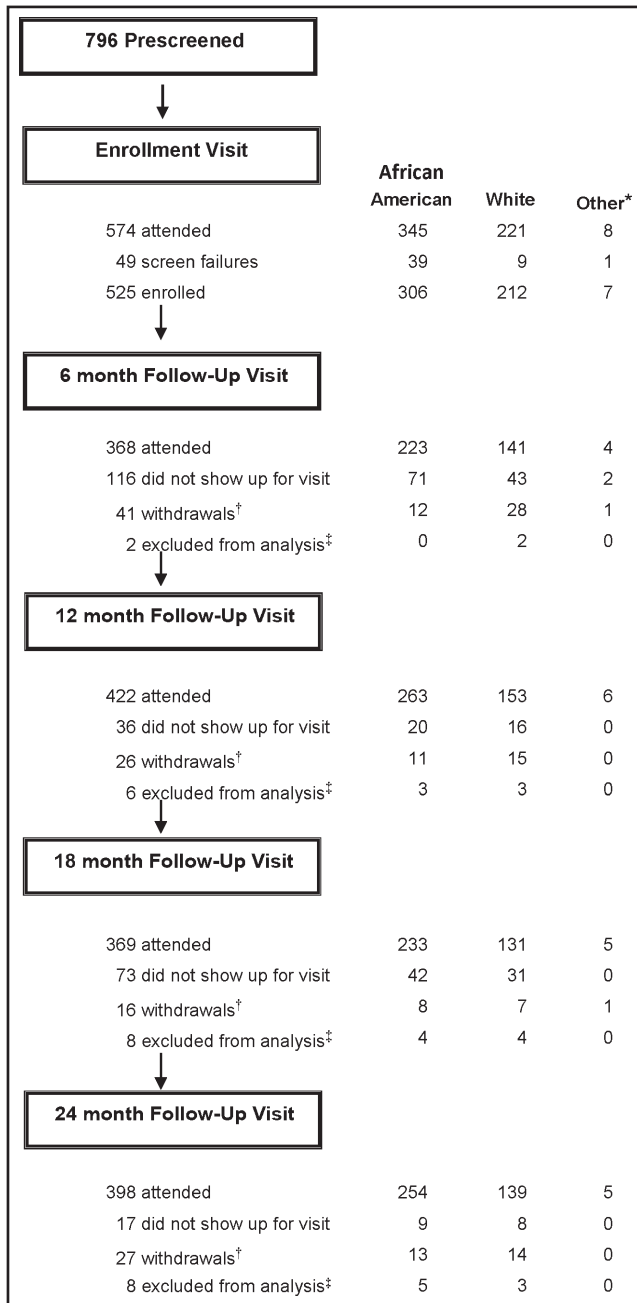 796 Prescreened
Enrollment Visit
African
American White Other*
574 attended 345 221 8
49 screen failures 39 9 1
525 enrolled 306 212 7
6 month Follow-Up Visit
368 attended 223 141 4
116 did not show up for visit 71 43 2
41 withdrawals† 12 28 1
2 excluded from analysis‡ 0 2 0
12 month Follow-Up Visit
422 attended 263 153 6
36 did not show up for visit 20 16 0
26 withdrawals† 11 15 0
6 excluded from analysis‡ 3 3 0
18 month Follow-Up Visit
369 attended 233 131 5
73 did not show up for visit 42 31 0
16 withdrawals† 8 7 1
8 excluded from analysis‡ 4 4 0
24 month Follow-Up Visit
398 attended 254 139 5
17 did not show up for visit 9 8 0
27 withdrawals† 13 14 0
8 excluded from analysis‡ 5 3 0